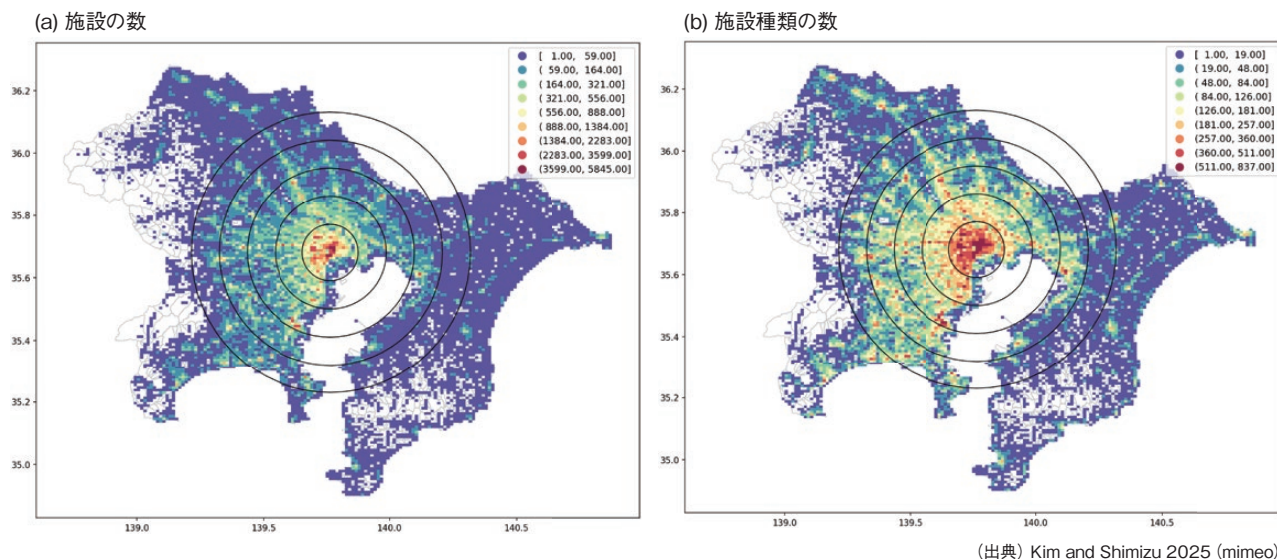 (a) 施設の数
(b) 施設種類の数
[ 1.00, 59.00]
( 59.00, 164.00]
( 164.00, 321.00]
( 321.00, 556.00]
( 556.00, 888.00]
( 888.00, 1384.00]
(1384.00, 2283.00]
(2283.00, 3599.00]
(3599.00, 5845.00]
36.2
36.0
35.8
35.6
35.4
35.2
35.0
139.0 139.5 140.0 140.5
[ 1.00, 19.00]
( 19.00, 48.00]
( 48.00, 84.00]
( 84.00, 126.00]
(126.00, 181.00]
(181.00, 257.00]
(257.00, 360.00]
(360.00, 511.00]
(511.00, 837.00]
36.2
36.0
35.8
35.6
35.4
35.2
35.0
139.0 139.5 140.0 140.5
（出典）Kim and Shimizu 2025 (mimeo)